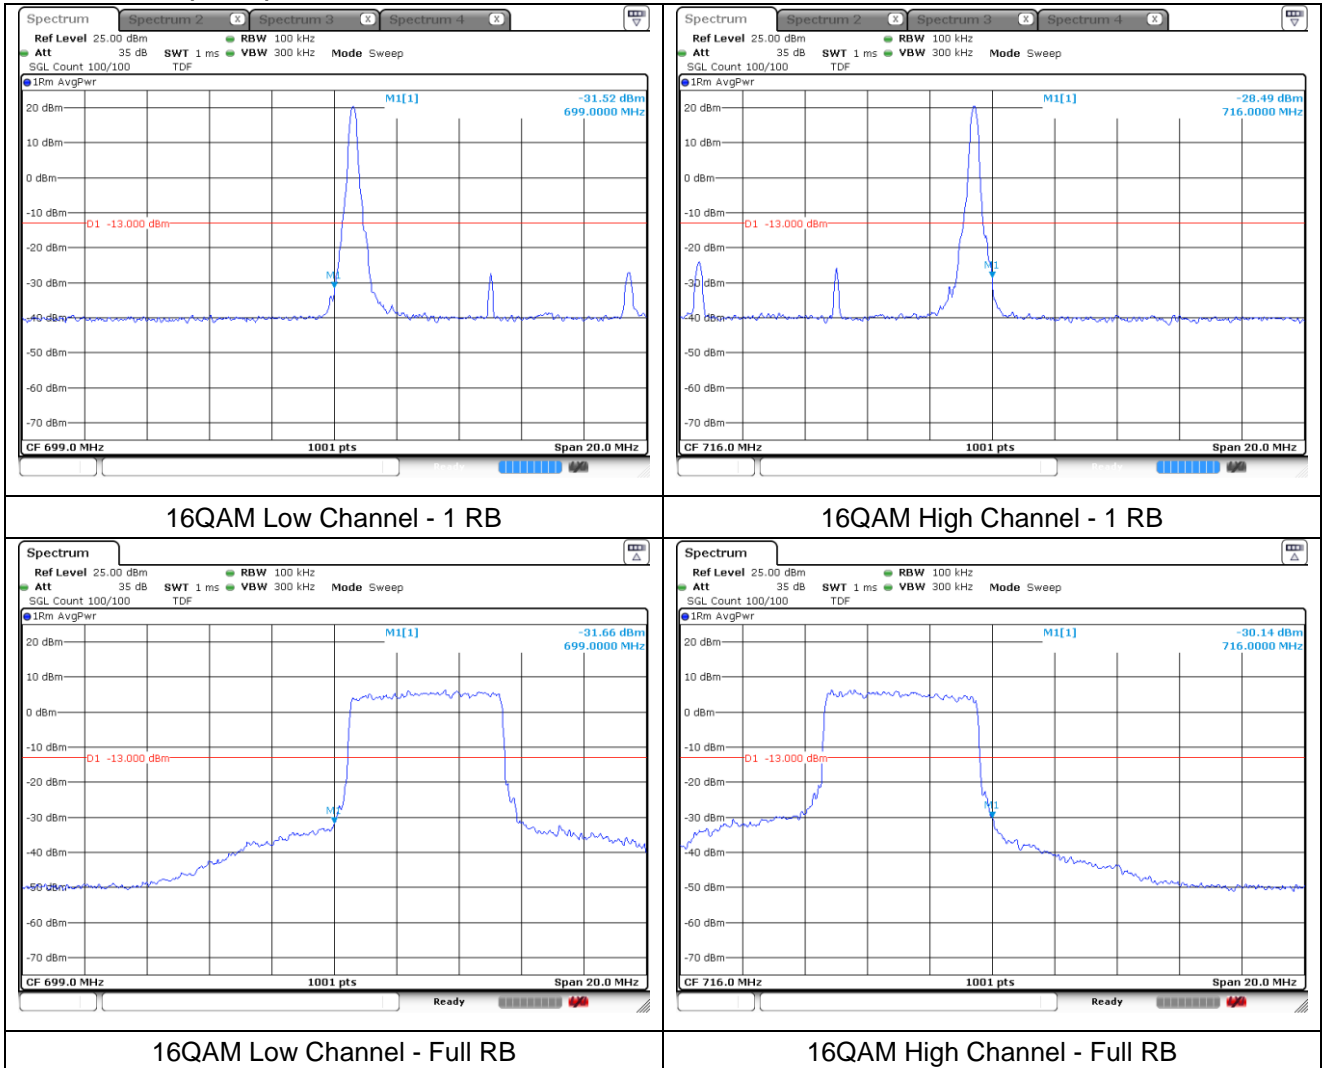 Spectrum Spectrum 2 X Spectrum 3 X Spectrum 4 X
Ref Level 25.00 dBm RBW 100 kHz
Att 35 dB SWT 1 ms VBW 300 kHz Mode Sweep
SGL Count 100/100 TDF
1Rm AvgPwr
M1[1] -31.52 dBm
699.0000 MHz
20 dBm
10 dBm
0 dBm
-10 dBm
D1 -13.000 dBm
-20 dBm
M1
-30 dBm
-40 dBm
-50 dBm
-60 dBm
-70 dBm
CF 699.0 MHz 1001 pts Span 20.0 MHz
Ready
16QAM Low Channel - 1 RB
Spectrum Spectrum 2 X Spectrum 3 X Spectrum 4 X
Ref Level 25.00 dBm RBW 100 kHz
Att 35 dB SWT 1 ms VBW 300 kHz Mode Sweep
SGL Count 100/100 TDF
1Rm AvgPwr
M1[1] -28.49 dBm
716.0000 MHz
20 dBm
10 dBm
0 dBm
-10 dBm
D1 -13.000 dBm
-20 dBm
M1
-30 dBm
-40 dBm
-50 dBm
-60 dBm
-70 dBm
CF 716.0 MHz 1001 pts Span 20.0 MHz
Ready
16QAM High Channel - 1 RB
Spectrum
Ref Level 25.00 dBm RBW 100 kHz
Att 35 dB SWT 1 ms VBW 300 kHz Mode Sweep
SGL Count 100/100 TDF
1Rm AvgPwr
M1[1] -31.66 dBm
699.0000 MHz
20 dBm
10 dBm
0 dBm
-10 dBm
D1 -13.000 dBm
-20 dBm
M1
-30 dBm
-40 dBm
-50 dBm
-60 dBm
-70 dBm
CF 699.0 MHz 1001 pts Span 20.0 MHz
Ready
16QAM Low Channel - Full RB
Spectrum
Ref Level 25.00 dBm RBW 100 kHz
Att 35 dB SWT 1 ms VBW 300 kHz Mode Sweep
SGL Count 100/100 TDF
1Rm AvgPwr
M1[1] -30.14 dBm
716.0000 MHz
20 dBm
10 dBm
0 dBm
-10 dBm
D1 -13.000 dBm
-20 dBm
M1
-30 dBm
-40 dBm
-50 dBm
-60 dBm
-70 dBm
CF 716.0 MHz 1001 pts Span 20.0 MHz
Ready
16QAM High Channel - Full RB